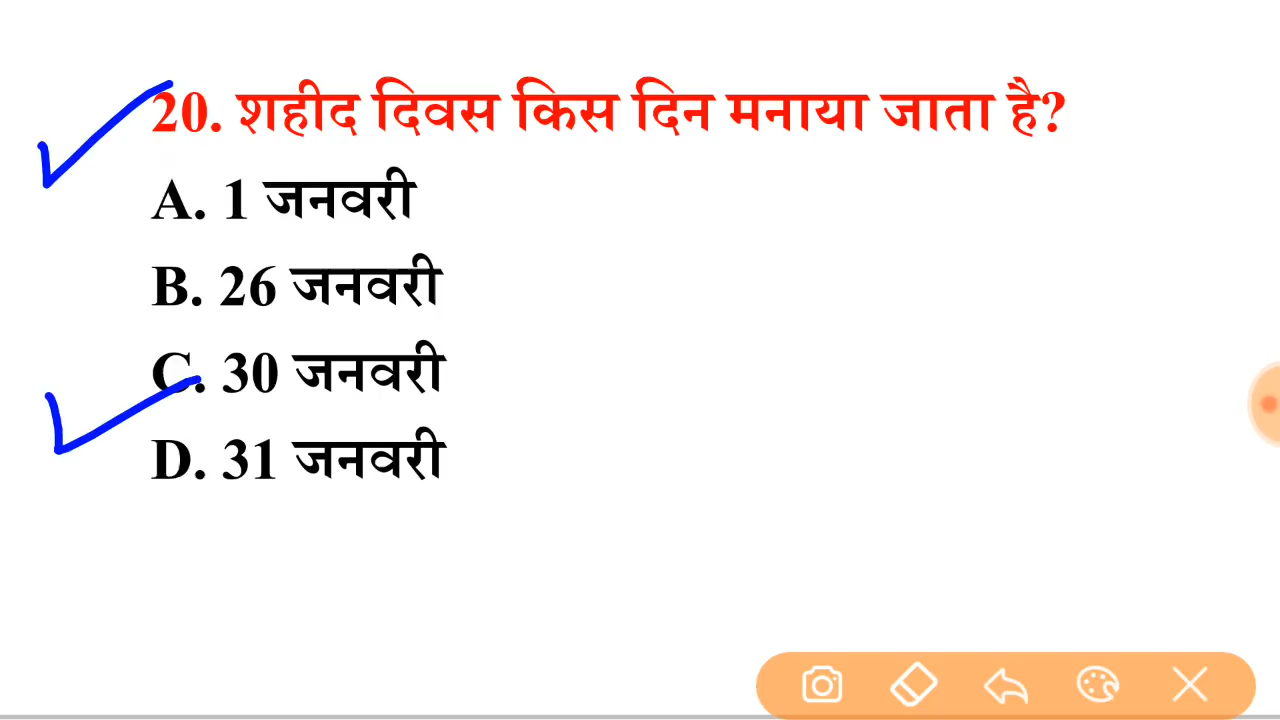 20. शहीद दिवस किस दिन मनाया जाता है?
A. 1 जनवरी
B. 26 जनवरी
C. 30 जनवरी
D. 31 जनवरी